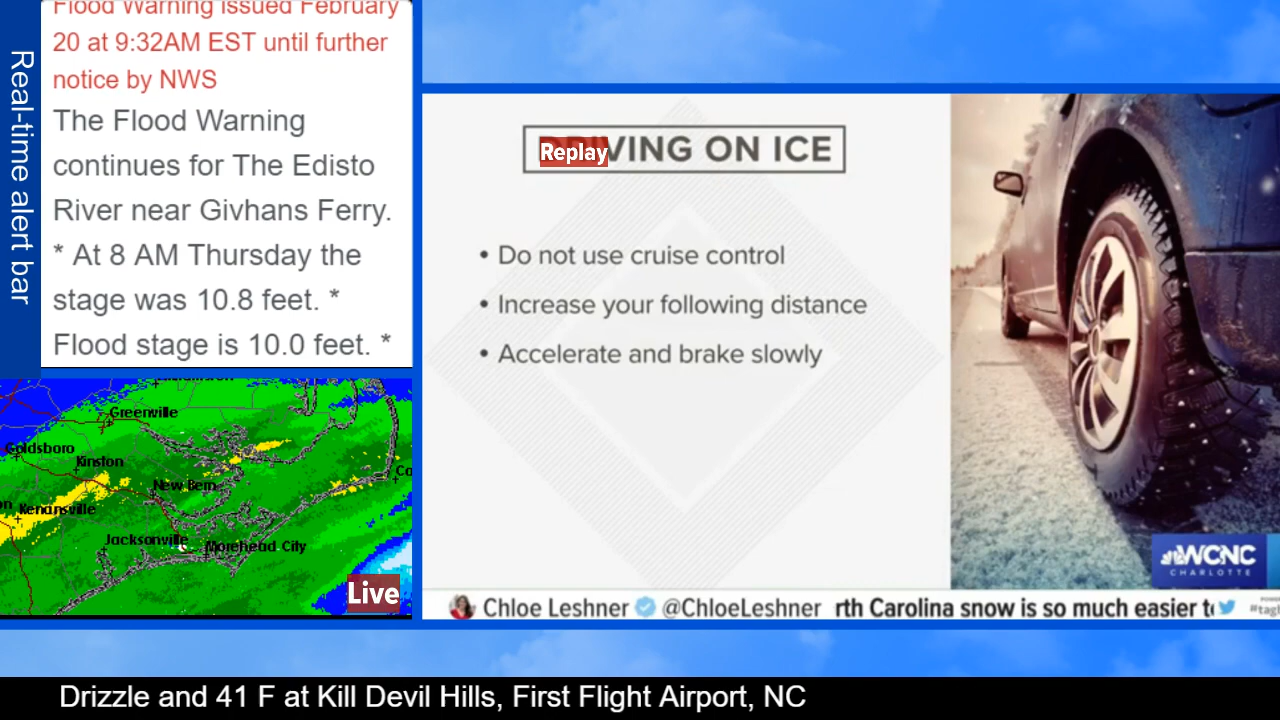 Real-time alert bar
Flood Warning issued February
20 at 9:32AM EST until further
notice by NWS
The Flood Warning
continues for The Edisto
River near Givhans Ferry.
* At 8 AM Thursday the
stage was 10.8 feet. *
Flood stage is 10.0 feet. *
Greenville
Goldsboro
Kinston
New Bern
Kenansville
Jacksonville
Morehead City
Live
Replay
VING ON ICE
• Do not use cruise control
• Increase your following distance
• Accelerate and brake slowly
WCNC
CHARLOTTE
Chloe Leshner @ChloeLeshner rth Carolina snow is so much easier t
Drizzle and 41 F at Kill Devil Hills, First Flight Airport, NC